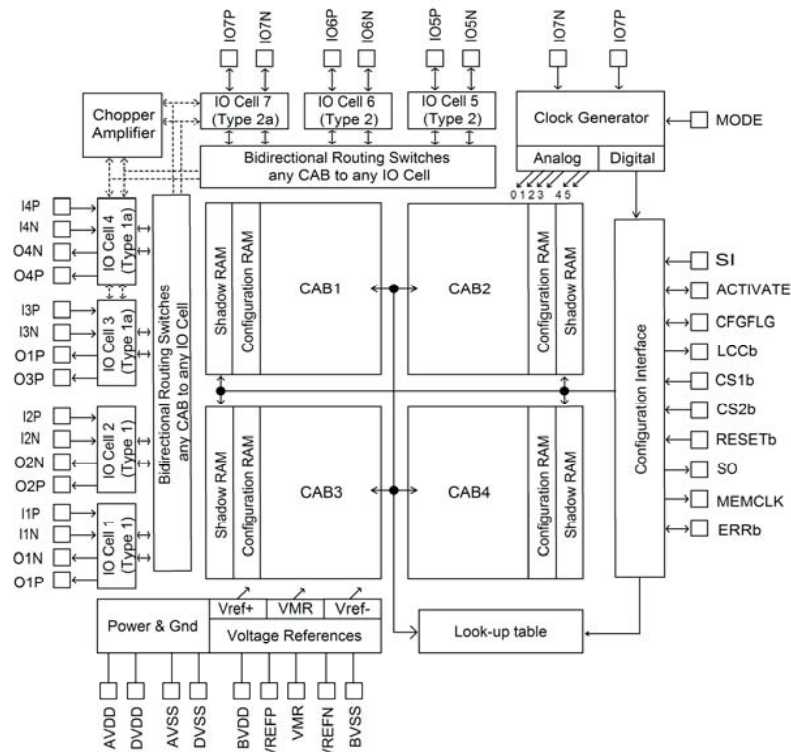 IO7P
IO7N
IO6P
IO6N
IO5P
IO5N
IO7N
IO7P
Chopper
Amplifier
IO Cell 7
(Type 2a)
IO Cell 6
(Type 2)
IO Cell 5
(Type 2)
Clock Generator
Analog
Digital
MODE
Bidirectional Routing Switches
any CAB to any IO Cell
0 1 2 3 4 5
I4P
I4N
O4N
O4P
IO Cell 4
(Type 1a)
I3P
I3N
O1P
O3P
IO Cell 3
(Type 1a)
I2P
I2N
O2N
O2P
IO Cell 2
(Type 1)
I1P
I1N
O1N
O1P
IO Cell 1
(Type 1)
Bidirectional Routing Switches
any CAB to any IO Cell
Shadow RAM
Configuration RAM
CAB1
CAB2
Configuration RAM
Shadow RAM
Shadow RAM
Configuration RAM
CAB3
CAB4
Configuration RAM
Shadow RAM
Configuration Interface
SI
ACTIVATE
CFGFLG
LCCb
CS1b
CS2b
RESETb
SO
MEMCLK
ERRb
Power & Gnd
Vref+
VMR
Vref-
Voltage References
Look-up table
AVDD
DVDD
AVSS
DVSS
BVDD
VREFP
VMR
VREFN
BVSS